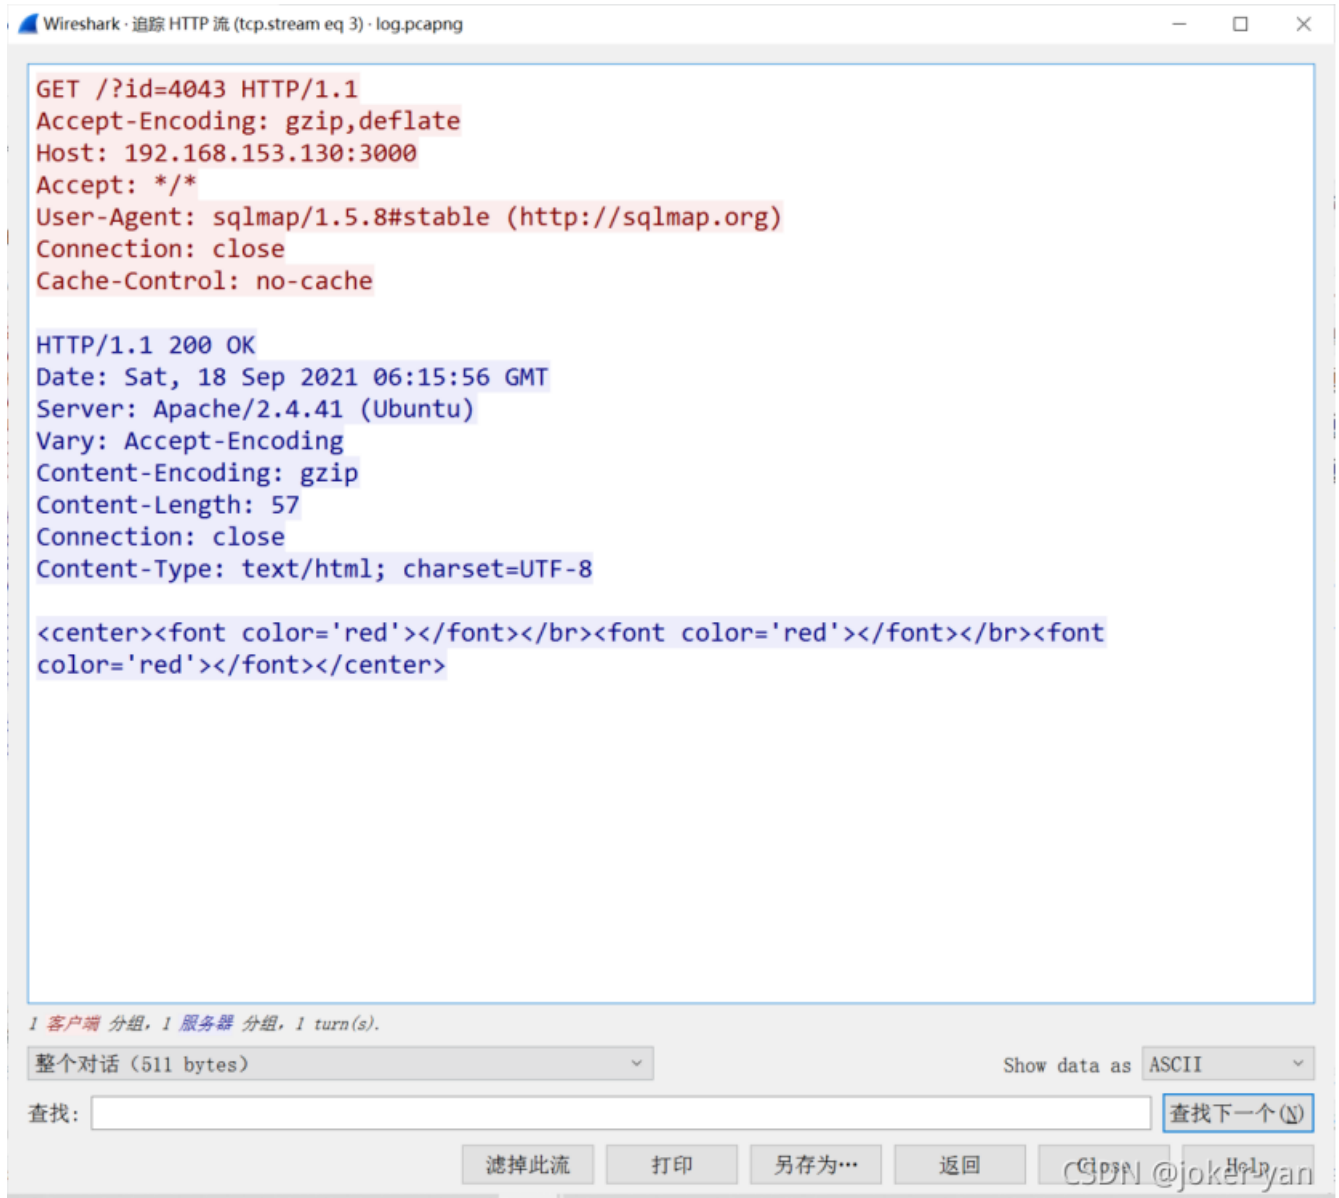 Wireshark · 追踪 HTTP 流 (tcp.stream eq 3) · log.pcapng
GET /?id=4043 HTTP/1.1
Accept-Encoding: gzip,deflate
Host: 192.168.153.130:3000
Accept: */*
User-Agent: sqlmap/1.5.8#stable (http://sqlmap.org)
Connection: close
Cache-Control: no-cache
HTTP/1.1 200 OK
Date: Sat, 18 Sep 2021 06:15:56 GMT
Server: Apache/2.4.41 (Ubuntu)
Vary: Accept-Encoding
Content-Encoding: gzip
Content-Length: 57
Connection: close
Content-Type: text/html; charset=UTF-8
<center><font color='red'></font></br><font color='red'></font></br><font
color='red'></font></center>
1 客户端 分组，1 服务器 分组，1 turn(s).
整个对话（511 bytes） Show data as ASCII
查找: 查找下一个(N)
滤掉此流 打印 另存为… 返回 Close Help
CSDN @joker-yan